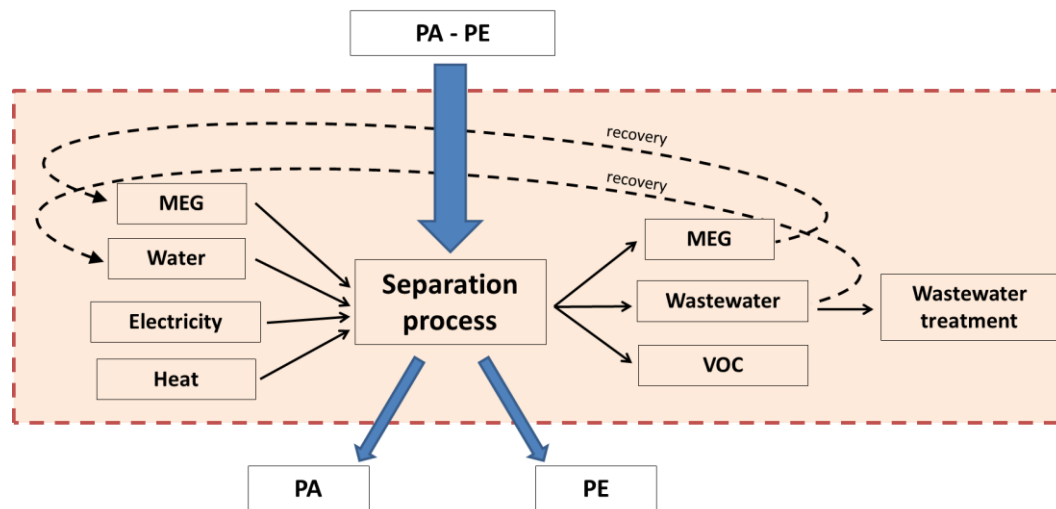 PA - PE
recovery
recovery
MEG
MEG
Water
Separation
process
Wastewater
Wastewater
treatment
Electricity
VOC
Heat
PA
PE